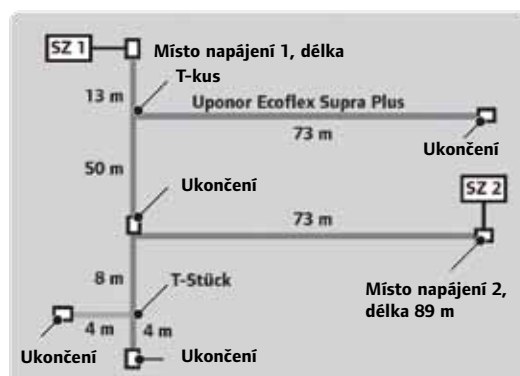 SZ 1
Místo napájení 1, délka
T-kus
13 m
Uponor Ecoflex Supra Plus
73 m
Ukončení
50 m
Ukončení
SZ 2
73 m
8 m
T-Stück
Místo napájení 2,
délka 89 m
4 m
4 m
Ukončení
Ukončení